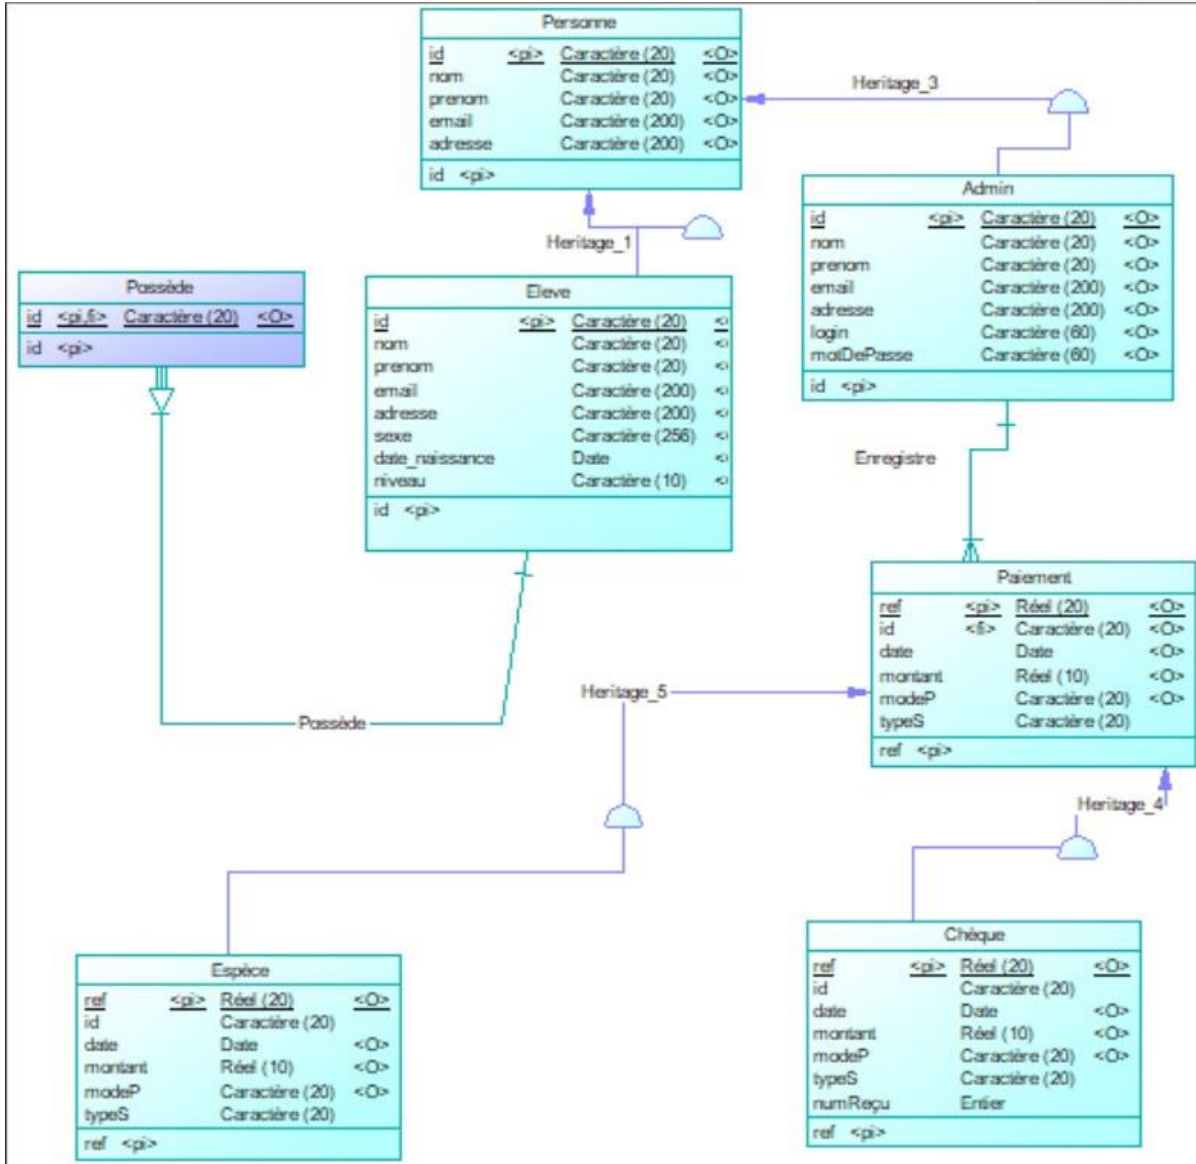 Personne
id <pi> Caractère (20) <O>
nom Caractère (20) <O>
prenom Caractère (20) <O>
email Caractère (200) <O>
adresse Caractère (200) <O>
id <pi>
Heritage_3
Admin
id <pi> Caractère (20) <O>
nom Caractère (20) <O>
prenom Caractère (20) <O>
email Caractère (200) <O>
adresse Caractère (200) <O>
login Caractère (60) <O>
motDePasse Caractère (60) <O>
id <pi>
Heritage_1
Possède
id <pi,fi> Caractère (20) <O>
id <pi>
Eleve
id <pi> Caractère (20)
nom Caractère (20)
prenom Caractère (20)
email Caractère (200)
adresse Caractère (200)
sexe Caractère (256)
date_naissance Date
niveau Caractère (10)
id <pi>
Enregistre
Paiement
ref <pi> Réel (20) <O>
id <fi> Caractère (20) <O>
date Date <O>
montant Réel (10) <O>
modeP Caractère (20) <O>
typeS Caractère (20)
ref <pi>
Heritage_5
Possède
Heritage_4
Espèce
ref <pi> Réel (20) <O>
id Caractère (20)
date Date <O>
montant Réel (10) <O>
modeP Caractère (20) <O>
typeS Caractère (20)
ref <pi>
Chéque
ref <pi> Réel (20) <O>
id Caractère (20)
date Date <O>
montant Réel (10) <O>
modeP Caractère (20) <O>
typeS Caractère (20)
numReçu Entier
ref <pi>